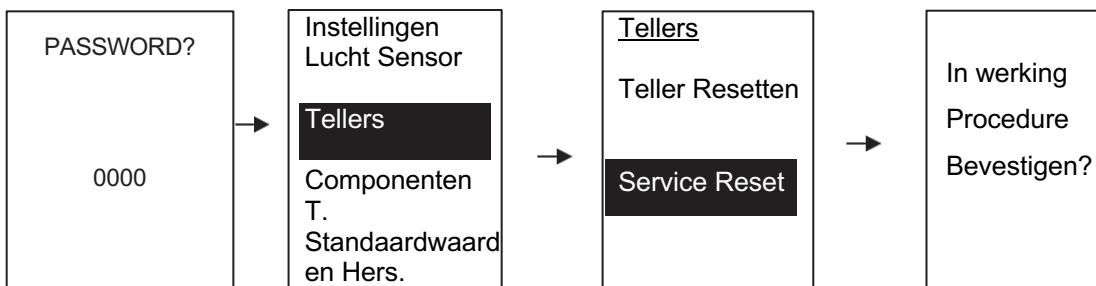 PASSWORD?
0000
Instellingen
Lucht Sensor
Tellers
Componenten
T.
Standaardwaard
en Hers.
Tellers
Teller Resetten
Service Reset
In werking
Procedure
Bevestigen?